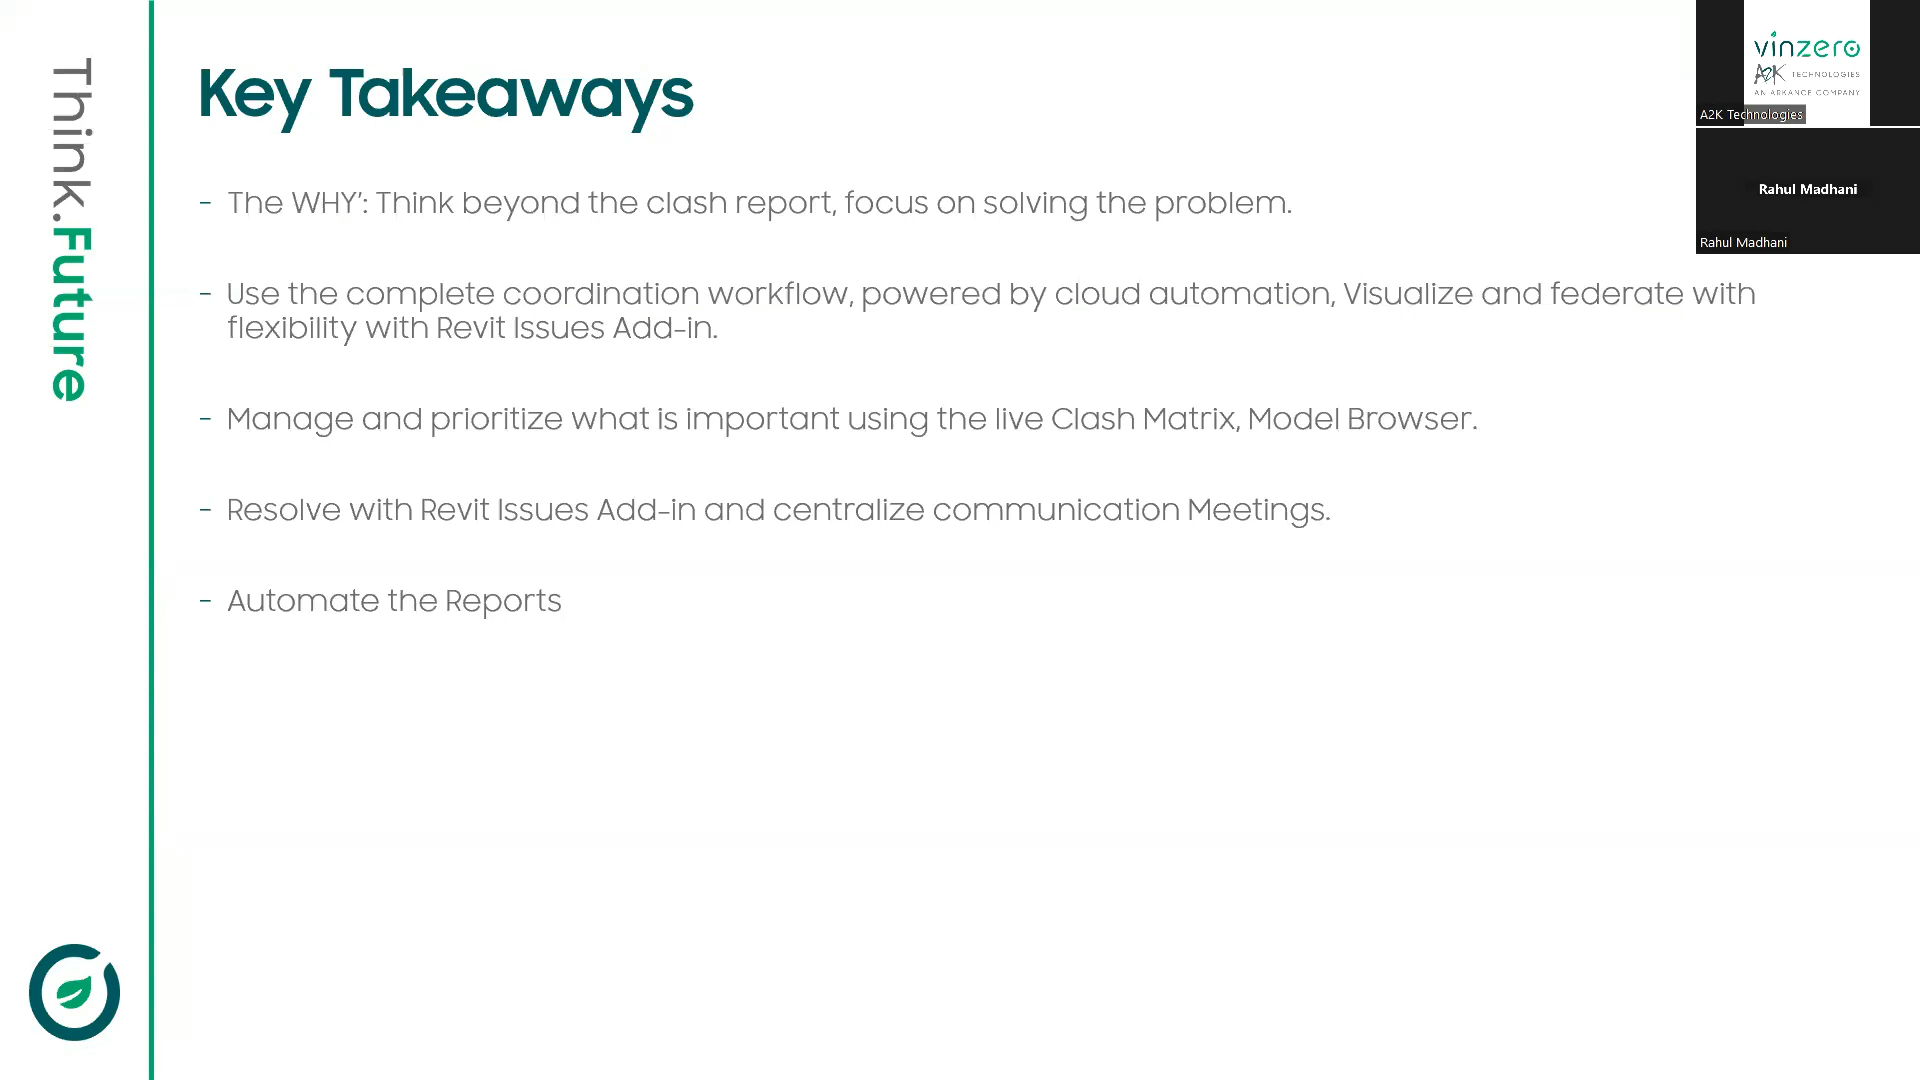 Think.Future
Key Takeaways
- The WHY’: Think beyond the clash report, focus on solving the problem.
- Use the complete coordination workflow, powered by cloud automation, Visualize and federate with
flexibility with Revit Issues Add-in.
- Manage and prioritize what is important using the live Clash Matrix, Model Browser.
- Resolve with Revit Issues Add-in and centralize communication Meetings.
- Automate the Reports
vinzero
A2K TECHNOLOGIES
AN ARKANCE COMPANY
A2K Technologies
Rahul Madhani
Rahul Madhani